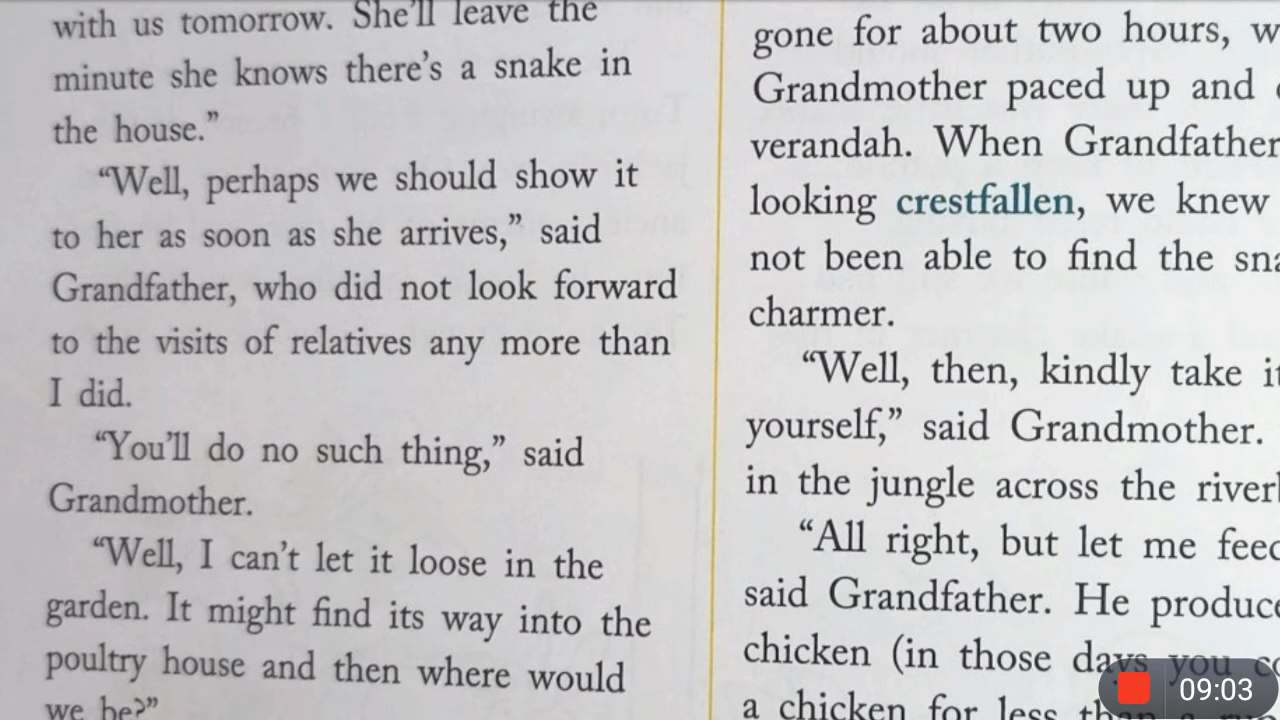 with us tomorrow. She'll leave the
minute she knows there's a snake in
the house."
"Well, perhaps we should show it
to her as soon as she arrives," said
Grandfather, who did not look forward
to the visits of relatives any more than
I did.
"You'll do no such thing," said
Grandmother.
"Well, I can't let it loose in the
garden. It might find its way into the
poultry house and then where would
we be?"
gone for about two hours,
Grandmother paced up and
verandah. When Grandfather
looking crestfallen, we knew
not been able to find the
charmer.
"Well, then, kindly take
yourself," said Grandmother.
in the jungle across the
"All right, but let me
said Grandfather. He
chicken (in those days you
a chicken for less than a
09:03